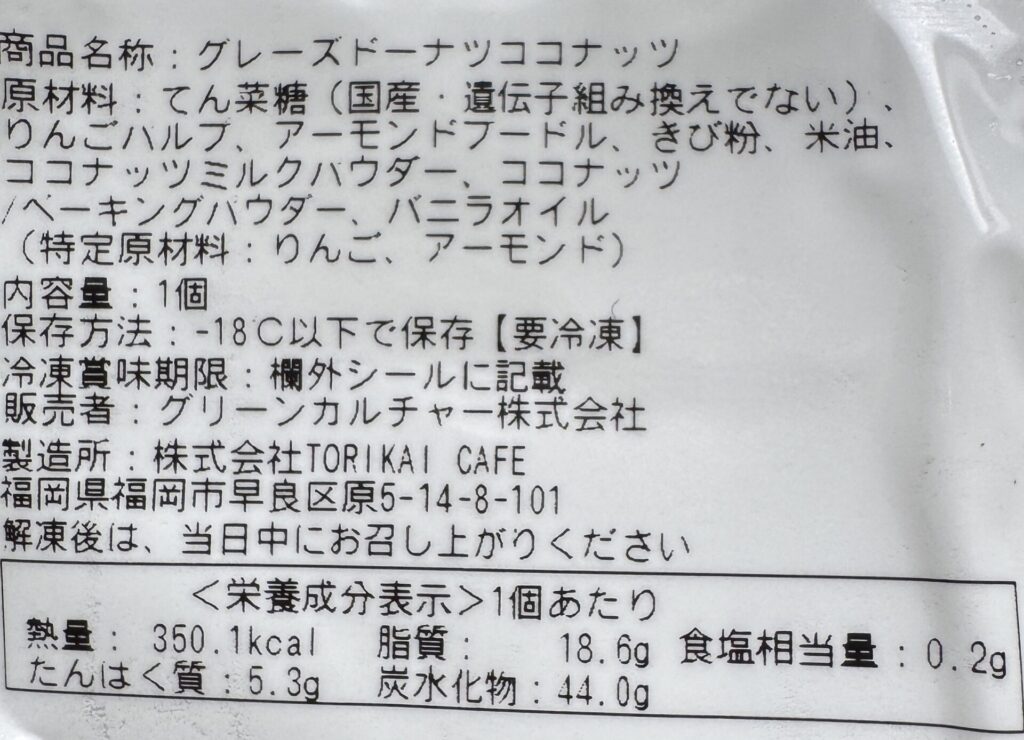 商品名称：グレーズドーナツココナッツ
原材料：てん菜糖（国産・遺伝子組み換えでない）、
りんごパルプ、アーモンドプードル、きび粉、米油、
ココナッツミルクパウダー、ココナッツ
/ベーキングパウダー、バニラオイル
（特定原材料：りんご、アーモンド）
内容量：1個
保存方法：-18℃以下で保存【要冷凍】
冷凍賞味期限：欄外シールに記載
販売者：グリーンカルチャー株式会社
製造所：株式会社TORIKAI CAFE
福岡県福岡市早良区原5-14-8-101
解凍後は、当日中にお召し上がりください
＜栄養成分表示＞1個あたり
熱量： 350.1kcal 脂質： 18.6g 食塩相当量：0.2g
たんぱく質：5.3g 炭水化物：44.0g